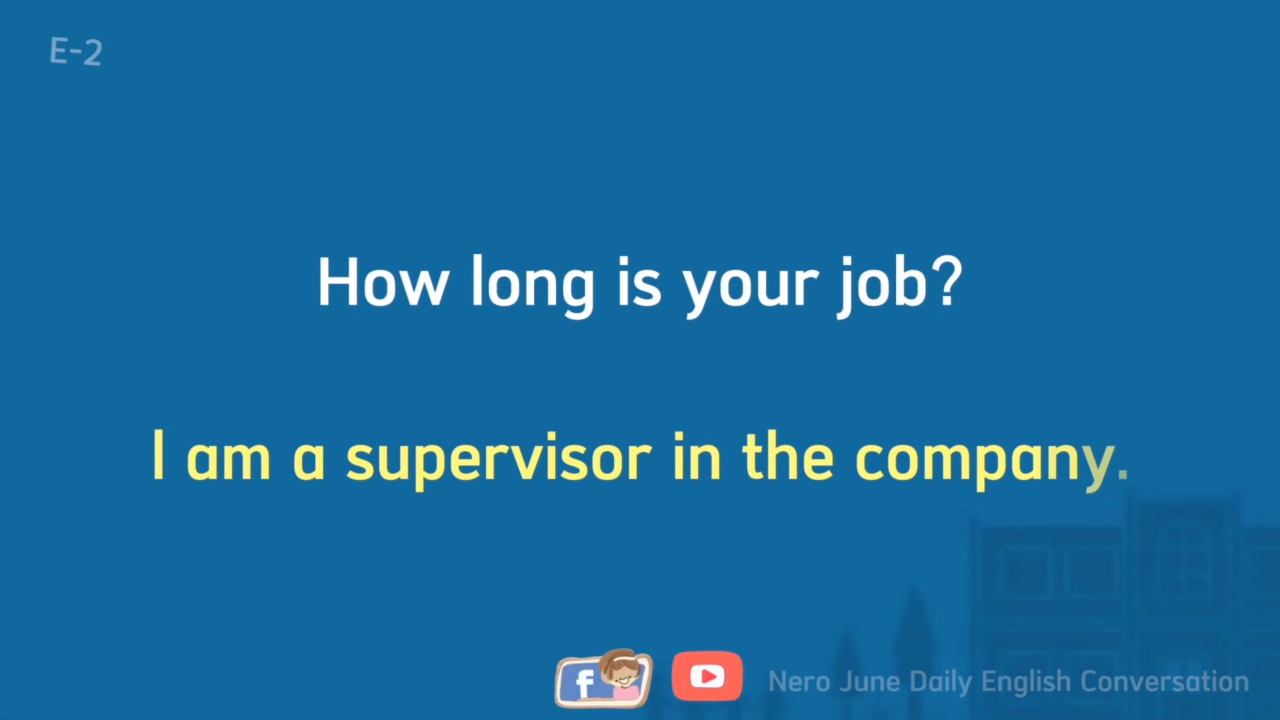 E-2
How long is your job?
I am a supervisor in the company.
f
Nero June Daily English Conversation